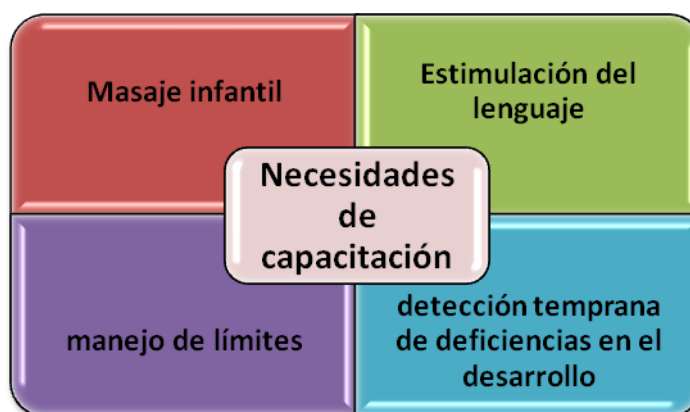 Masaje infantil
Estimulación del
lenguaje
Necesidades
de
capacitación
manejo de límites
detección temprana
de deficiencias en el
desarrollo